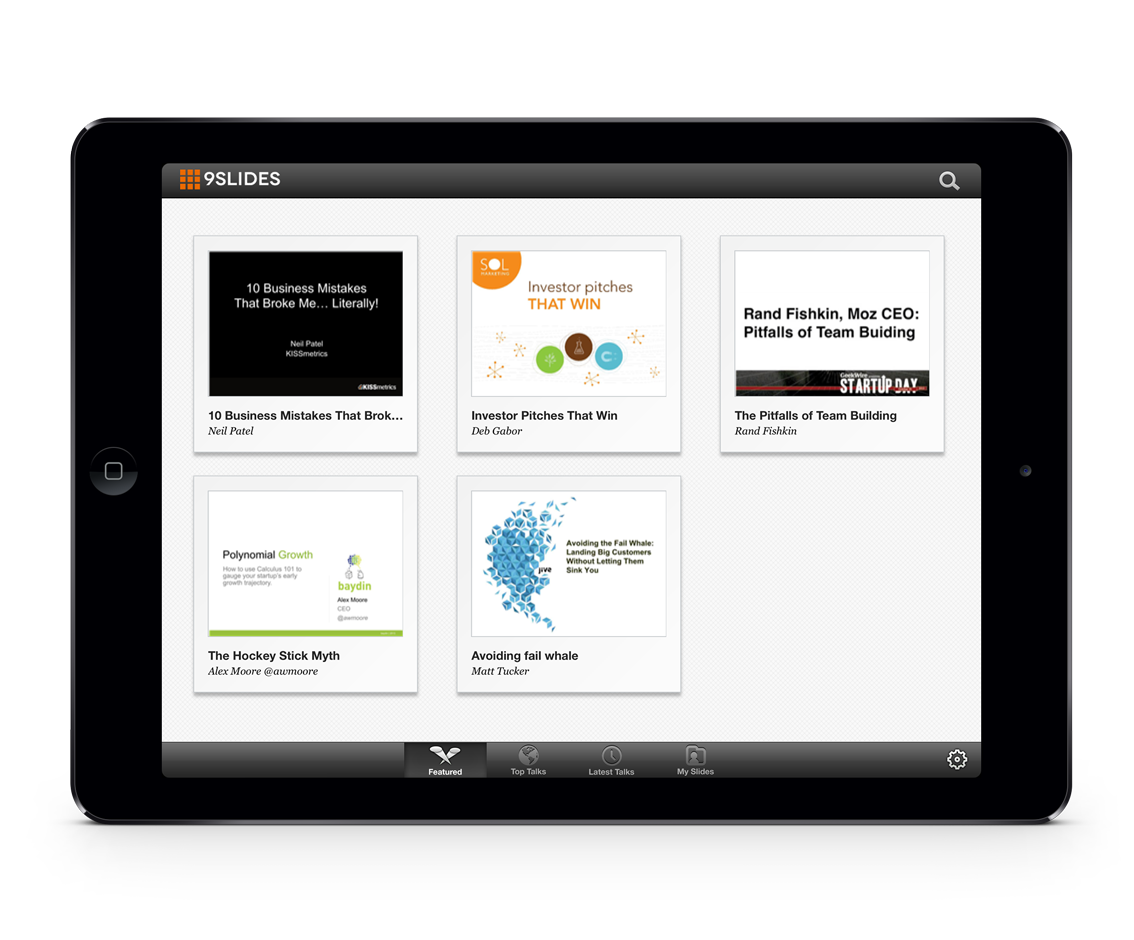 9SLIDES
10 Business Mistakes
That Broke Me... Literally!
Neil Patel
KISSmetrics
KISSmetrics
10 Business Mistakes That Brok...
Neil Patel
SOL
MARKETING
Investor pitches
THAT WIN
Investor Pitches That Win
Deb Gabor
Rand Fishkin, Moz CEO:
Pitfalls of Team Buiding
GeekWire
STARTUP DAY
The Pitfalls of Team Building
Rand Fishkin
Polynomial Growth
How to use Calculus 101 to
gauge your startup's early
growth trajectory.
baydin
Alex Moore
CEO
@awmoore
The Hockey Stick Myth
Alex Moore @awmoore
jive
Avoiding the Fail Whale:
Landing Big Customers
Without Letting Them
Sink You
Avoiding fail whale
Matt Tucker
Featured
Top Talks
Latest Talks
My Slides